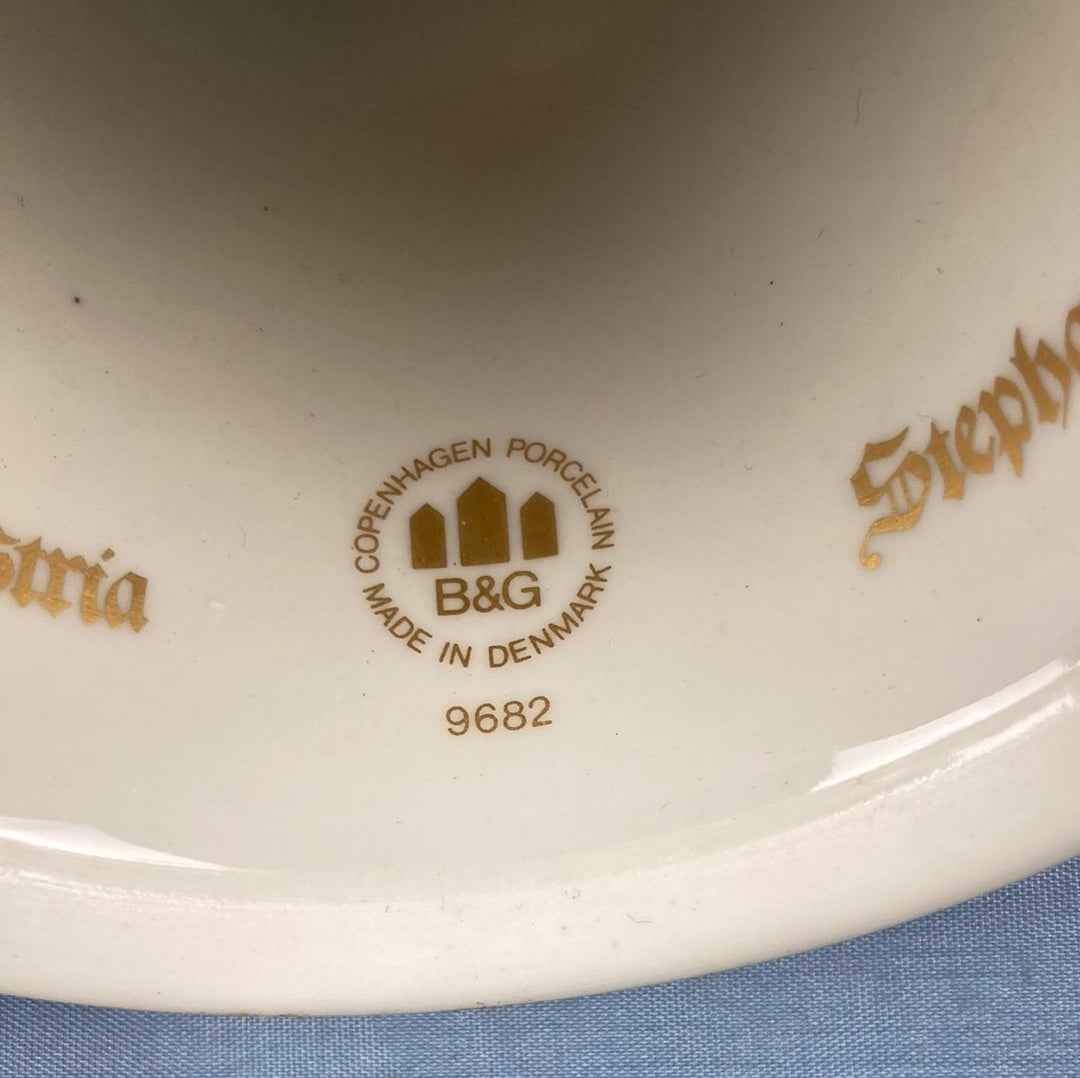 COPENHAGEN PORCELAIN
B&G
MADE IN DENMARK
9682